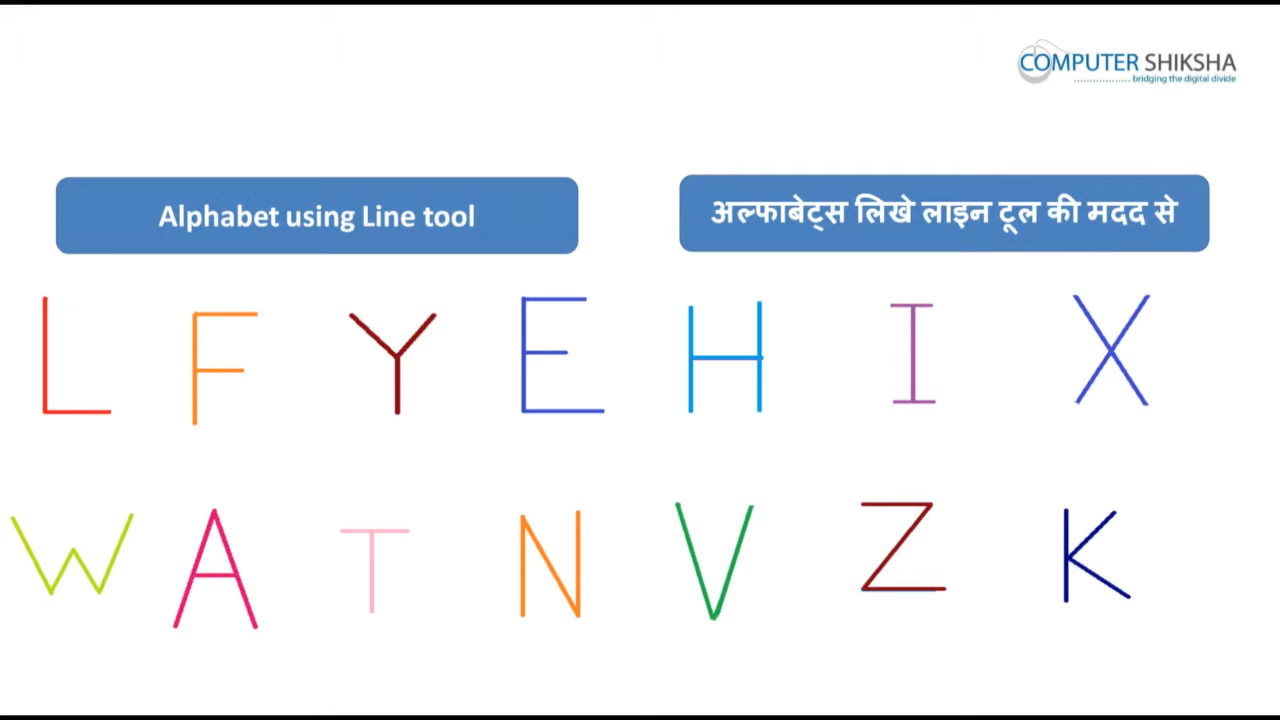 COMPUTER SHIKSHA
bridging the digital divide
Alphabet using Line tool
अल्फाबेट्स लिखे लाइन टूल की मदद से
L F Y E H I X
W A T N V Z K